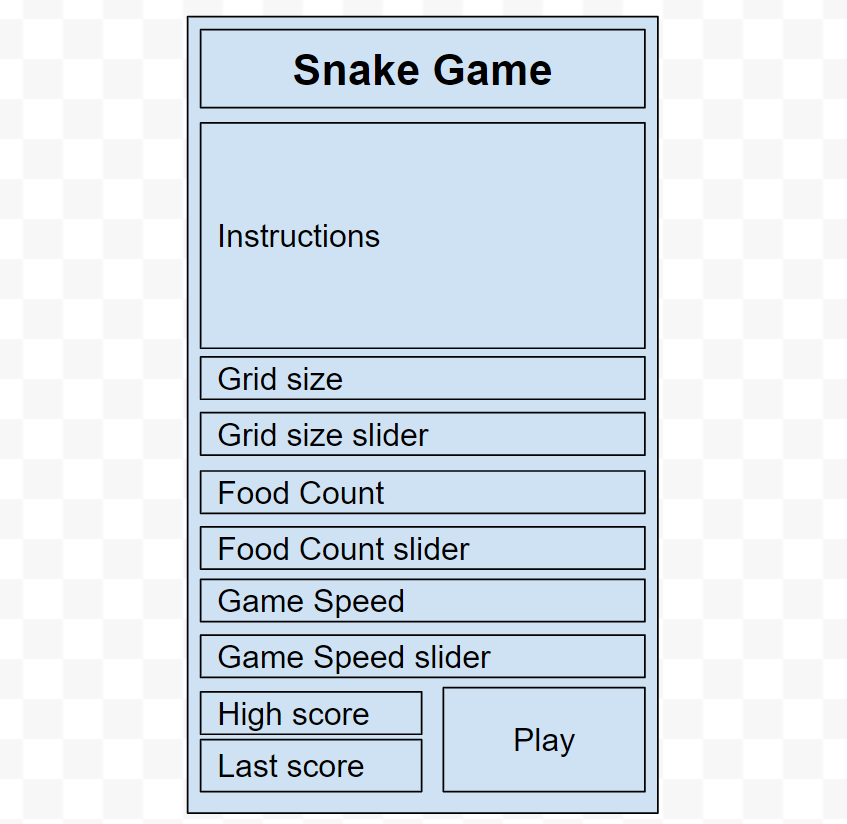 Snake Game
Instructions
Grid size
Grid size slider
Food Count
Food Count slider
Game Speed
Game Speed slider
High score
Last score
Play